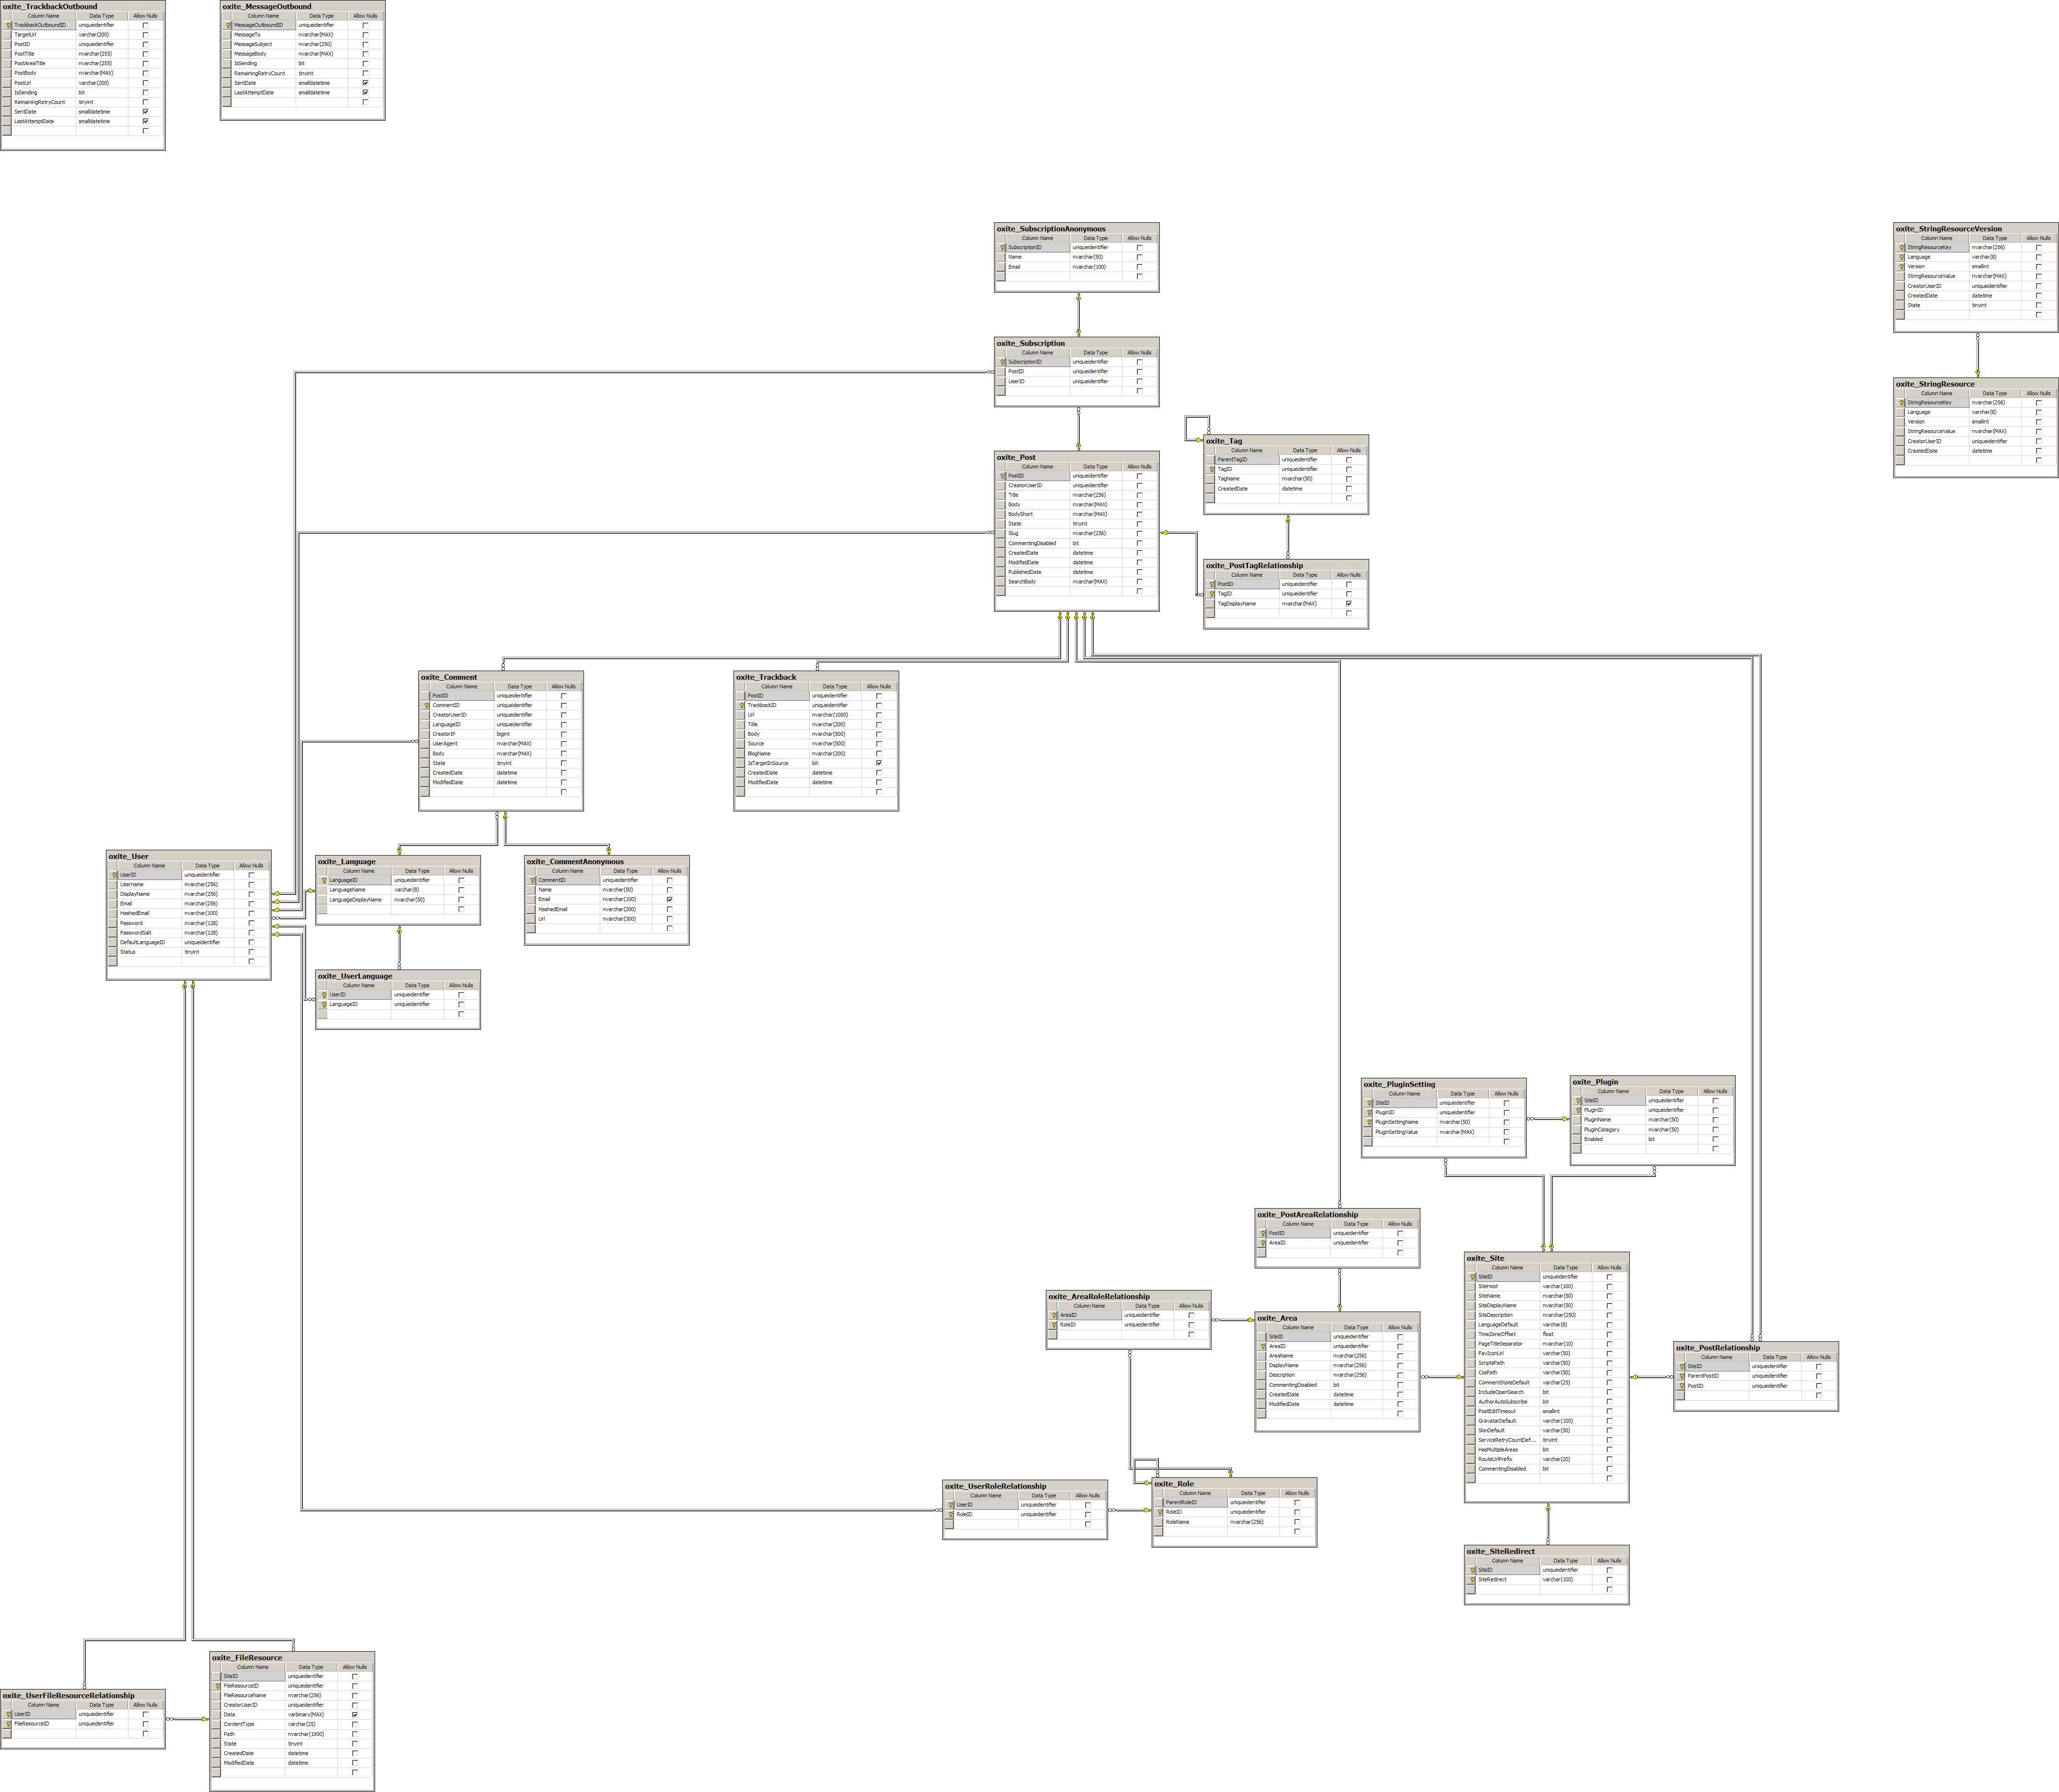 oxite_TrackbackOutbound
Column Name Data Type Allow Nulls
TrackbackOutboundID uniqueidentifier
TargetUrl varchar(200)
PostID uniqueidentifier
PostTitle nvarchar(255)
PostAreaTitle nvarchar(255)
PostBody nvarchar(MAX)
PostUrl varchar(200)
IsSending bit
RemainingRetryCount tinyint
SentDate smalldatetime
LastAttemptDate smalldatetime
oxite_MessageOutbound
Column Name Data Type Allow Nulls
MessageOutboundID uniqueidentifier
MessageTo nvarchar(MAX)
MessageSubject nvarchar(250)
MessageBody nvarchar(MAX)
IsSending bit
RemainingRetryCount tinyint
SentDate smalldatetime
LastAttemptDate smalldatetime
oxite_SubscriptionAnonymous
Column Name Data Type Allow Nulls
SubscriptionID uniqueidentifier
Name nvarchar(50)
Email nvarchar(100)
oxite_StringResourceVersion
Column Name Data Type Allow Nulls
StringResourceKey nvarchar(256)
Language varchar(8)
Version smallint
StringResourceValue nvarchar(MAX)
CreatorUserID uniqueidentifier
CreatedDate datetime
State tinyint
oxite_Subscription
Column Name Data Type Allow Nulls
SubscriptionID uniqueidentifier
PostID uniqueidentifier
UserID uniqueidentifier
oxite_StringResource
Column Name Data Type Allow Nulls
StringResourceKey nvarchar(256)
Language varchar(8)
Version smallint
StringResourceValue nvarchar(MAX)
CreatorUserID uniqueidentifier
CreatedDate datetime
oxite_Tag
Column Name Data Type Allow Nulls
ParentTagID uniqueidentifier
TagID uniqueidentifier
TagName nvarchar(50)
CreatedDate datetime
oxite_Post
Column Name Data Type Allow Nulls
PostID uniqueidentifier
CreatorUserID uniqueidentifier
Title nvarchar(256)
Body nvarchar(MAX)
BodyShort nvarchar(MAX)
State tinyint
Slug nvarchar(256)
CommentingDisabled bit
CreatedDate datetime
ModifiedDate datetime
PublishedDate datetime
SearchBody nvarchar(MAX)
oxite_PostTagRelationship
Column Name Data Type Allow Nulls
PostID uniqueidentifier
TagID uniqueidentifier
TagDisplayName nvarchar(MAX)
oxite_Comment
Column Name Data Type Allow Nulls
PostID uniqueidentifier
CommentID uniqueidentifier
CreatorUserID uniqueidentifier
LanguageID uniqueidentifier
CreatorIP bigint
UserAgent nvarchar(MAX)
Body nvarchar(MAX)
State tinyint
CreatedDate datetime
ModifiedDate datetime
oxite_Trackback
Column Name Data Type Allow Nulls
PostID uniqueidentifier
TrackbackID uniqueidentifier
Url nvarchar(1000)
Title nvarchar(200)
Body nvarchar(500)
Source nvarchar(500)
BlogName nvarchar(200)
IsTargetInSource bit
CreatedDate datetime
ModifiedDate datetime
oxite_User
Column Name Data Type Allow Nulls
UserID uniqueidentifier
Username nvarchar(256)
DisplayName nvarchar(256)
Email nvarchar(256)
HashedEmail nvarchar(100)
Password nvarchar(128)
PasswordSalt nvarchar(128)
DefaultLanguageID uniqueidentifier
Status tinyint
oxite_Language
Column Name Data Type Allow Nulls
LanguageID uniqueidentifier
LanguageName varchar(8)
LanguageDisplayName nvarchar(50)
oxite_CommentAnonymous
Column Name Data Type Allow Nulls
CommentID uniqueidentifier
Name nvarchar(50)
Email nvarchar(100)
HashedEmail nvarchar(200)
Url nvarchar(300)
oxite_UserLanguage
Column Name Data Type Allow Nulls
UserID uniqueidentifier
LanguageID uniqueidentifier
oxite_PluginSetting
Column Name Data Type Allow Nulls
SiteID uniqueidentifier
PluginID uniqueidentifier
PluginSettingName nvarchar(50)
PluginSettingValue nvarchar(MAX)
oxite_Plugin
Column Name Data Type Allow Nulls
SiteID uniqueidentifier
PluginID uniqueidentifier
PluginName nvarchar(50)
PluginCategory nvarchar(50)
Enabled bit
oxite_PostAreaRelationship
Column Name Data Type Allow Nulls
PostID uniqueidentifier
AreaID uniqueidentifier
oxite_Site
Column Name Data Type Allow Nulls
SiteID uniqueidentifier
SiteHost varchar(100)
SiteName nvarchar(50)
SiteDisplayName nvarchar(50)
SiteDescription nvarchar(250)
LanguageDefault varchar(8)
TimeZoneOffset float
PageTitleSeparator nvarchar(10)
FavIconUrl varchar(50)
ScriptsPath varchar(50)
CssPath varchar(50)
CommentStateDefault varchar(25)
IncludeOpenSearch bit
AuthorAutoSubscribe bit
PostEditTimeout smallint
GravatarDefault varchar(100)
SkinDefault varchar(50)
ServiceRetryCountDef... tinyint
HasMultipleAreas bit
RouteUrlPrefix varchar(20)
CommentingDisabled bit
oxite_AreaRoleRelationship
Column Name Data Type Allow Nulls
AreaID uniqueidentifier
RoleID uniqueidentifier
oxite_Area
Column Name Data Type Allow Nulls
SiteID uniqueidentifier
AreaID uniqueidentifier
AreaName nvarchar(256)
DisplayName nvarchar(256)
Description nvarchar(256)
CommentingDisabled bit
CreatedDate datetime
ModifiedDate datetime
oxite_PostRelationship
Column Name Data Type Allow Nulls
SiteID uniqueidentifier
ParentPostID uniqueidentifier
PostID uniqueidentifier
oxite_UserRoleRelationship
Column Name Data Type Allow Nulls
UserID uniqueidentifier
RoleID uniqueidentifier
oxite_Role
Column Name Data Type Allow Nulls
ParentRoleID uniqueidentifier
RoleID uniqueidentifier
RoleName nvarchar(256)
oxite_SiteRedirect
Column Name Data Type Allow Nulls
SiteID uniqueidentifier
SiteRedirect varchar(100)
oxite_UserFileResourceRelationship
Column Name Data Type Allow Nulls
UserID uniqueidentifier
FileResourceID uniqueidentifier
oxite_FileResource
Column Name Data Type Allow Nulls
SiteID uniqueidentifier
FileResourceID uniqueidentifier
FileResourceName nvarchar(256)
CreatorUserID uniqueidentifier
Data varbinary(MAX)
ContentType varchar(25)
Path nvarchar(1000)
State tinyint
CreatedDate datetime
ModifiedDate datetime